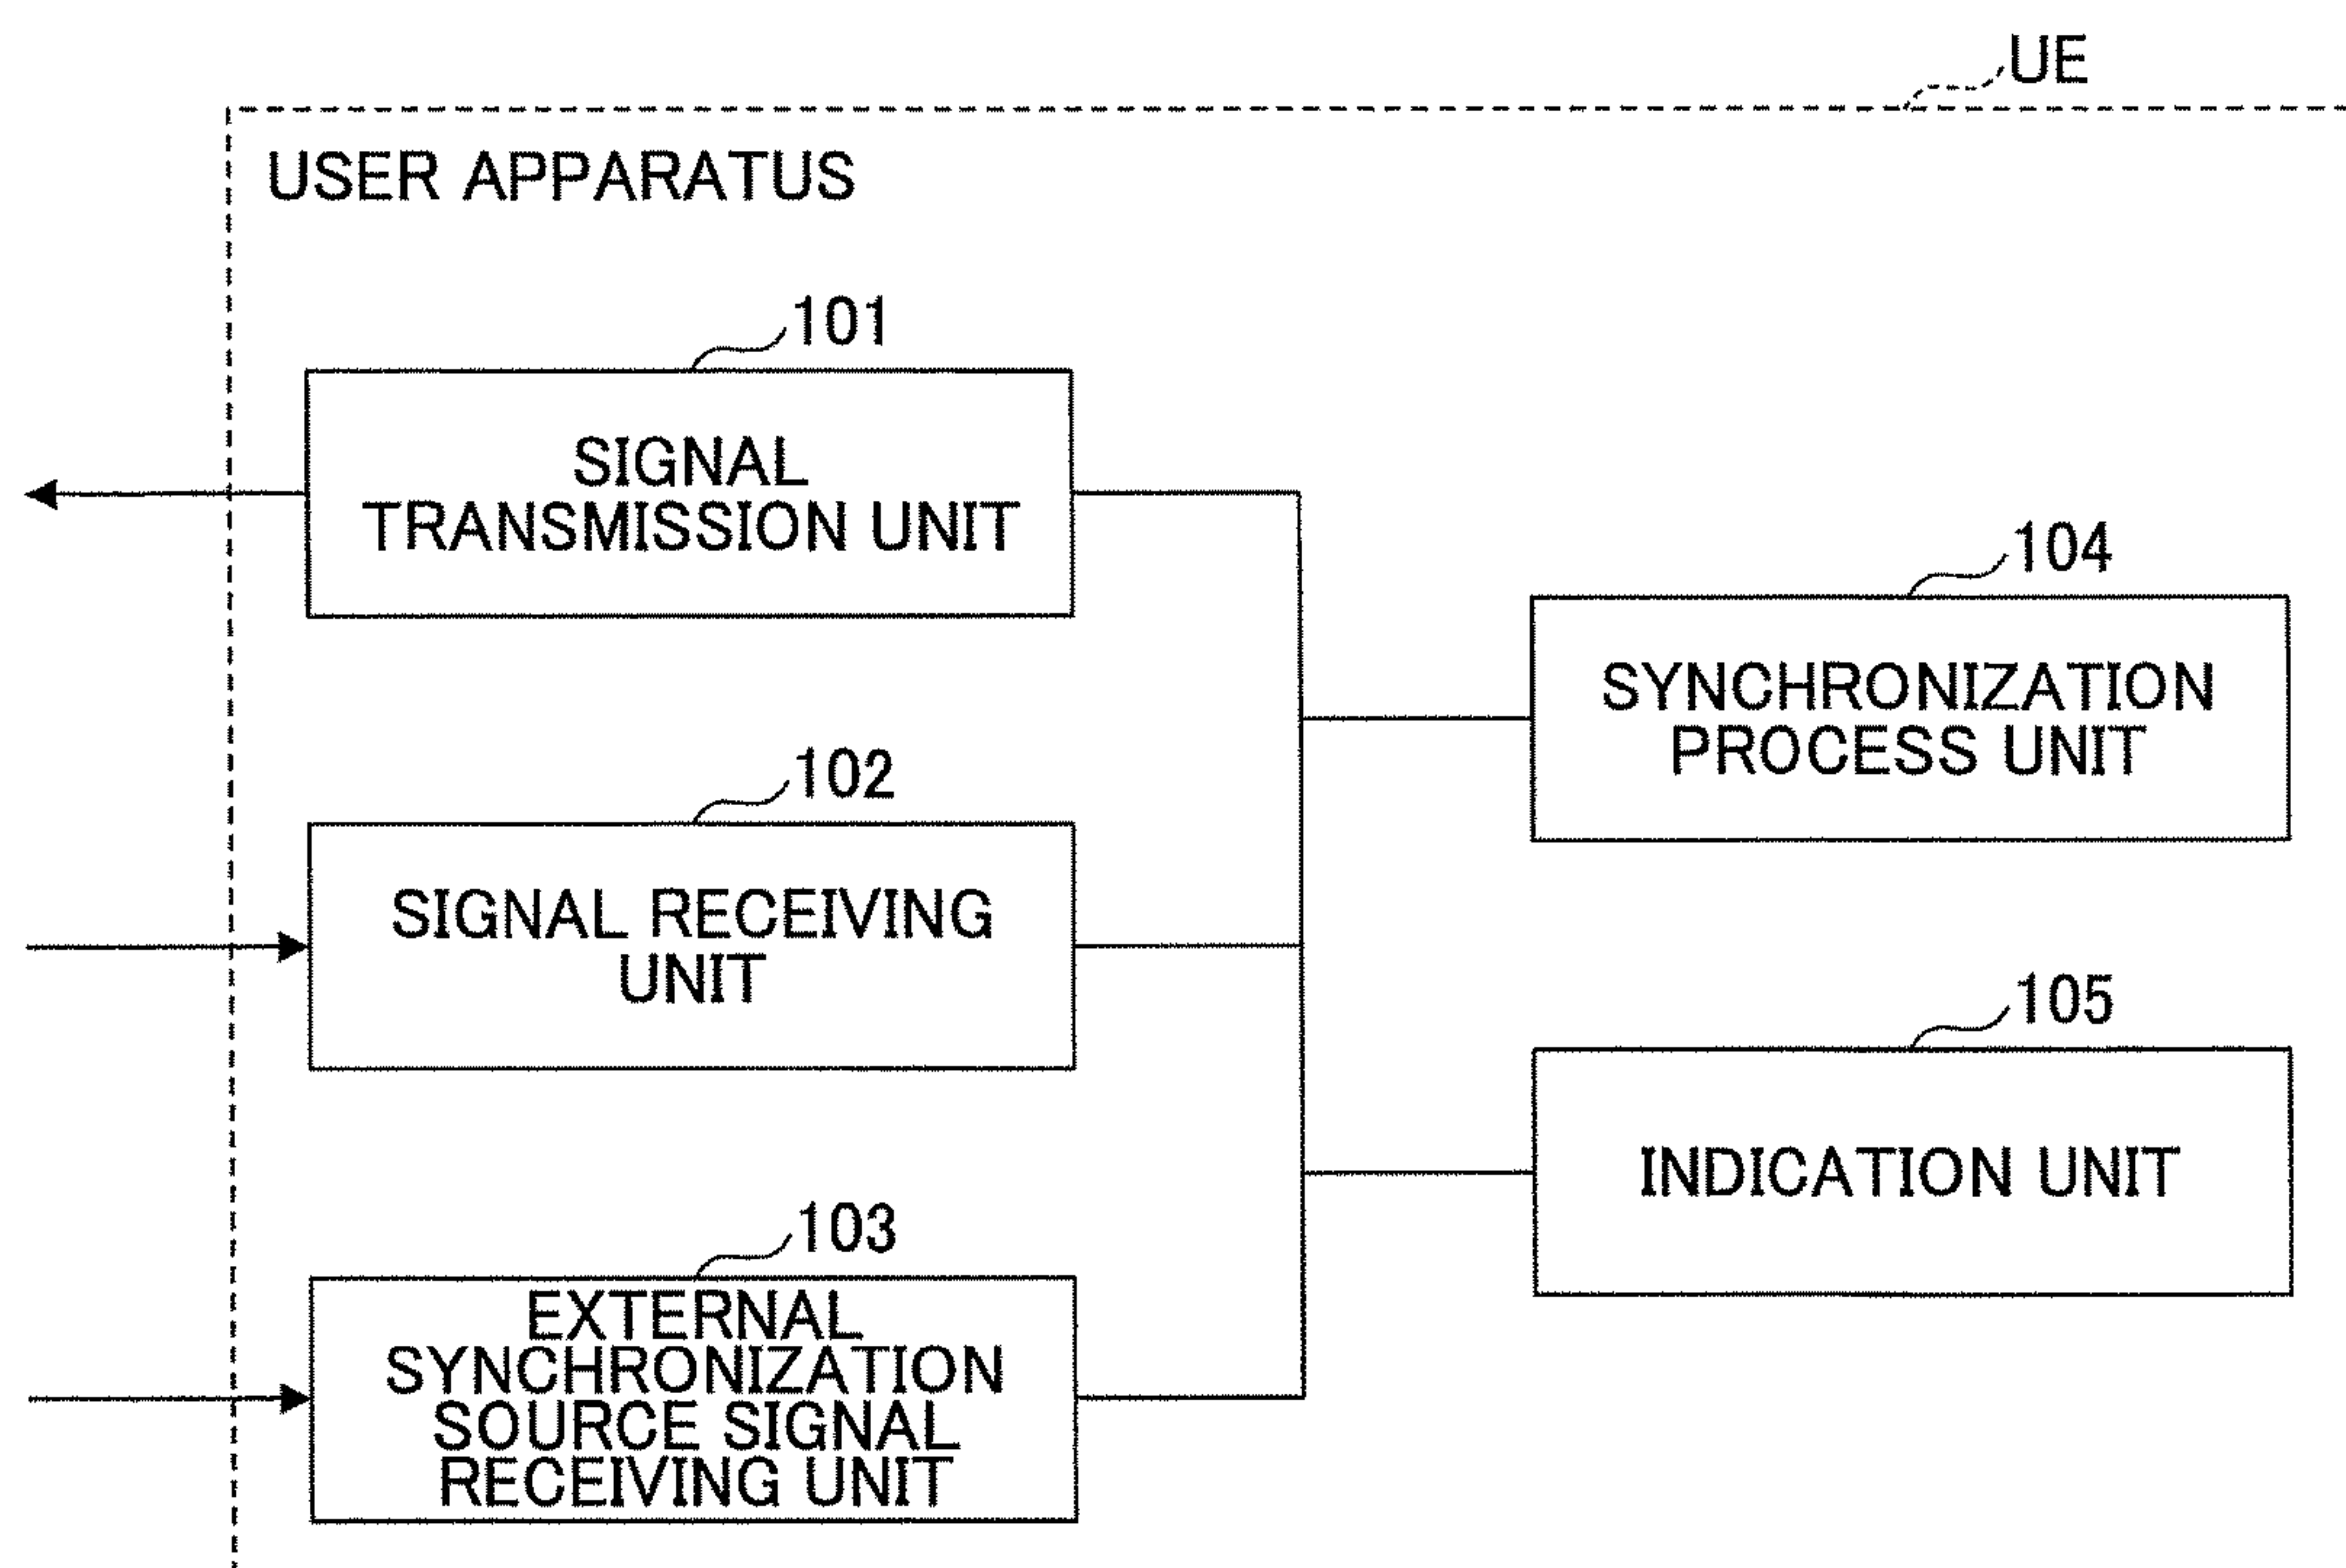 UE
USER APPARATUS
101
SIGNAL
TRANSMISSION UNIT
104
SYNCHRONIZATION
PROCESS UNIT
102
SIGNAL RECEIVING
UNIT
105
INDICATION UNIT
103
EXTERNAL
SYNCHRONIZATION
SOURCE SIGNAL
RECEIVING UNIT